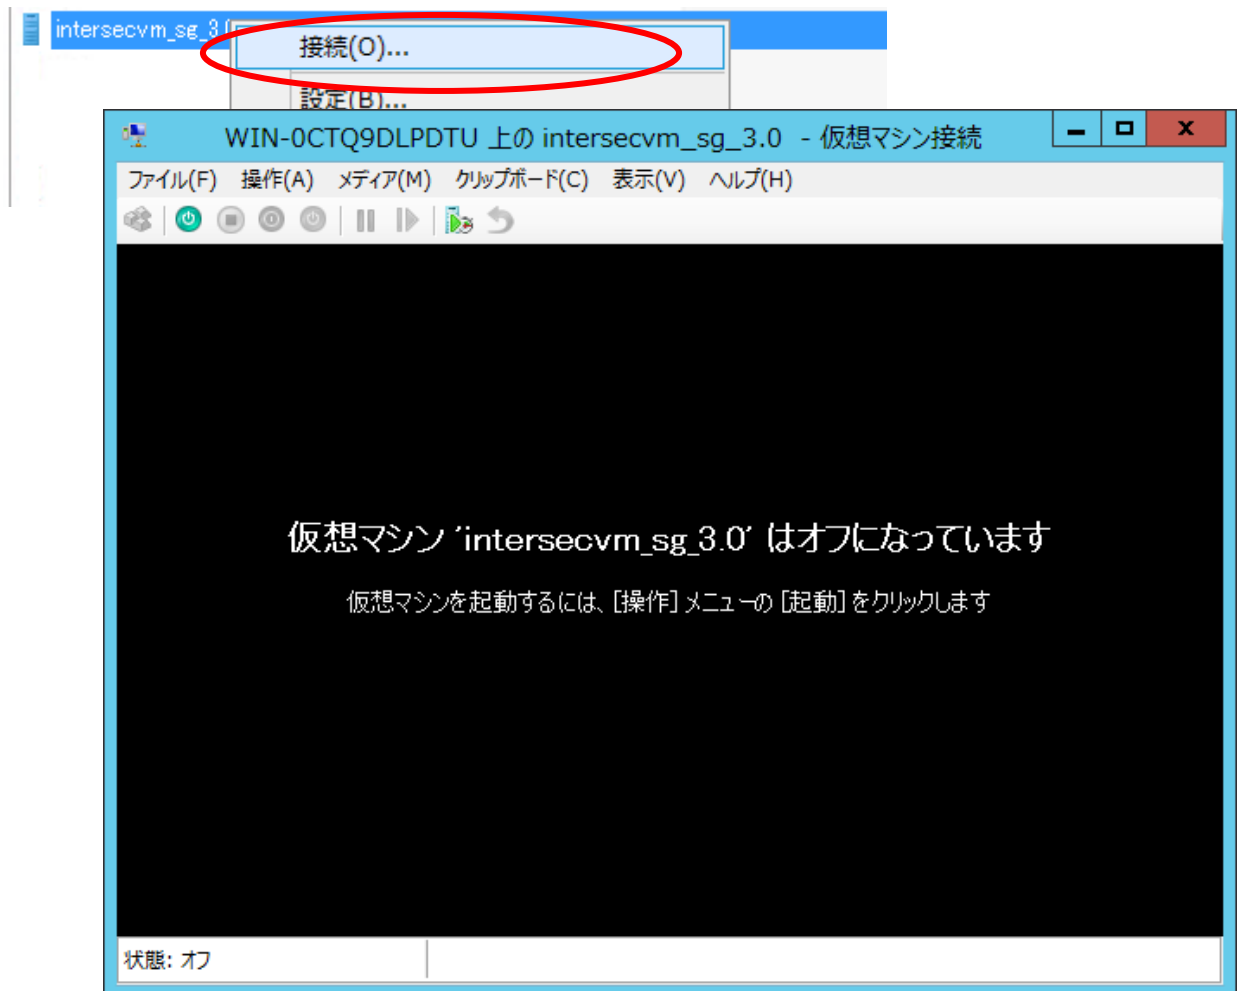 intersecvm_sg_3.0
接続(O)...
設定(B)...
WIN-0CTQ9DLPDTU 上の intersecvm_sg_3.0 - 仮想マシン接続
ファイル(F) 操作(A) メディア(M) クリップボード(C) 表示(V) ヘルプ(H)
仮想マシン 'intersecvm_sg_3.0' はオフになっています
仮想マシンを起動するには、[操作] メニューの [起動] をクリックします
状態: オフ